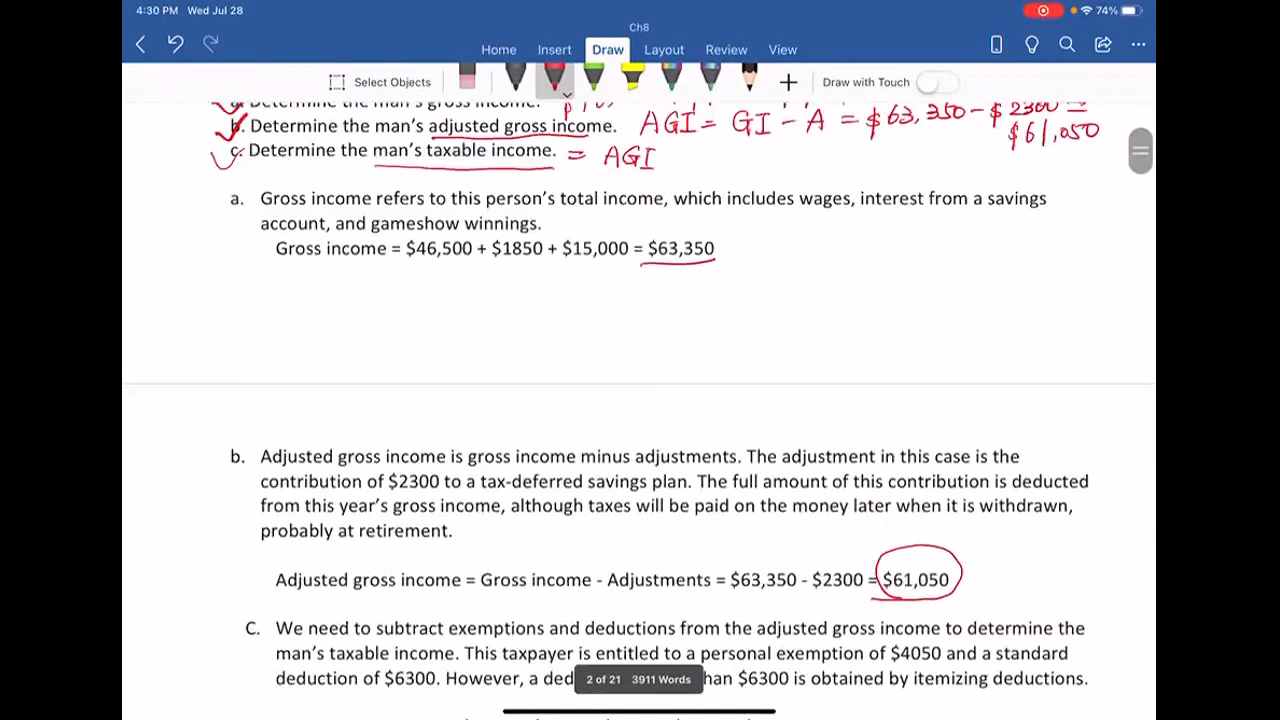 4:30 PM Wed Jul 28
74%
Ch8
Home Insert Draw Layout Review View
Select Objects
Draw with Touch
a. Determine the man's gross income.
b. Determine the man's adjusted gross income. AGI = GI - A = $63,350 - $2300 =
$61,050
c. Determine the man's taxable income. = AGI
a. Gross income refers to this person's total income, which includes wages, interest from a savings
account, and gameshow winnings.
Gross income = $46,500 + $1850 + $15,000 = $63,350
b. Adjusted gross income is gross income minus adjustments. The adjustment in this case is the
contribution of $2300 to a tax-deferred savings plan. The full amount of this contribution is deducted
from this year's gross income, although taxes will be paid on the money later when it is withdrawn,
probably at retirement.
Adjusted gross income = Gross income - Adjustments = $63,350 - $2300 = $61,050
C. We need to subtract exemptions and deductions from the adjusted gross income to determine the
man's taxable income. This taxpayer is entitled to a personal exemption of $4050 and a standard
deduction of $6300. However, a ded han $6300 is obtained by itemizing deductions.
2 of 21 3911 Words